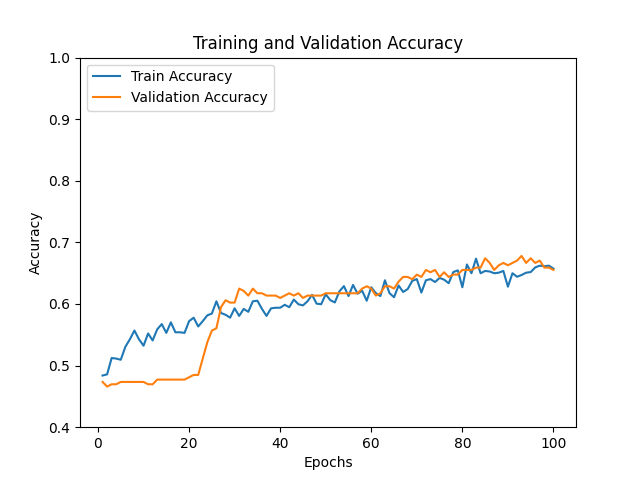 Training and Validation Accuracy
Train Accuracy
Validation Accuracy
1.0
0.9
0.8
0.7
0.6
0.5
0.4
Accuracy
0 20 40 60 80 100
Epochs